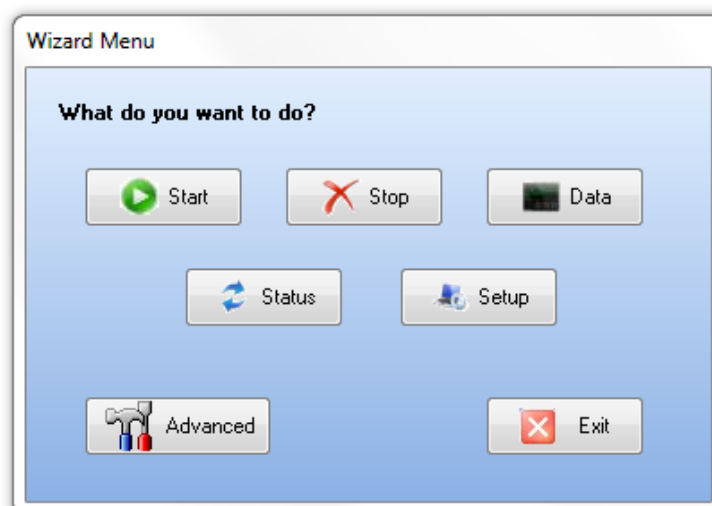 Wizard Menu
What do you want to do?
Start Stop Data
Status Setup
Advanced Exit